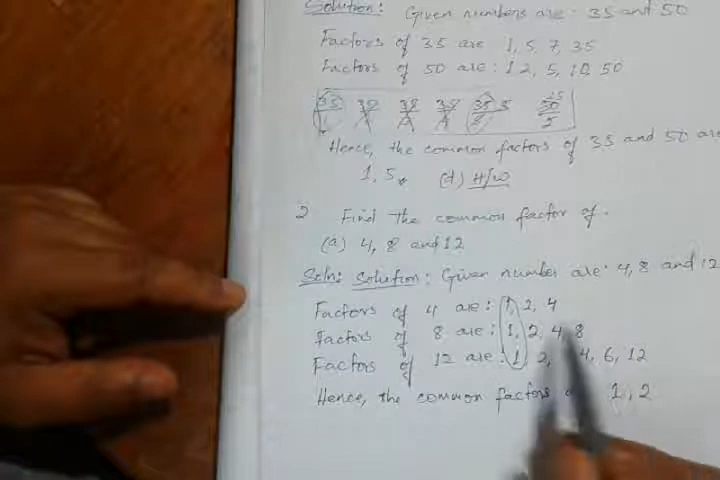 Solution: Given numbers are: 35 and 50
Factors of 35 are 1, 5, 7, 35
Factors of 50 are: 1 2, 5, 10, 50
Hence, the common factors of 35 and 50 are
1, 5, (d) H/W
2 Find the common factor of.
(a) 4, 8 and 12
Soln: Solution: Given number are: 4, 8 and 12
Factors of 4 are: 1, 2, 4
Factors of 8 are: 1, 2, 4, 8
Factors of 12 are: 1, 2, 4, 6, 12
Hence, the common factors 1, 2